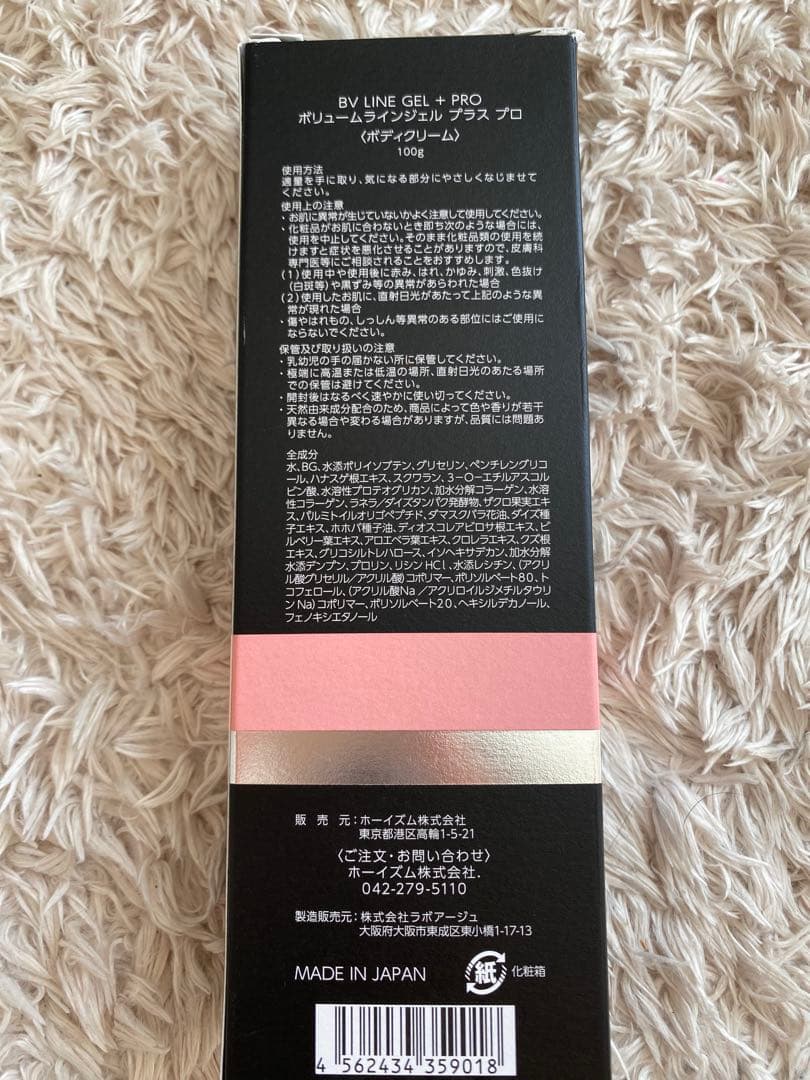 BV LINE GEL + PRO
ボリュームラインジェル プラス プロ
〈ボディクリーム〉
100g
使用方法
適量を手に取り、気になる部分にやさしくなじませて
ください。
使用上の注意
・お肌に異常が生じていないかよく注意して使用してください。
・化粧品がお肌に合わないとき即ち次のような場合には、
使用を中止してください。そのまま化粧品類の使用を続
けますと症状を悪化させることがありますので、皮膚科
専門医等にご相談されることをおすすめします。
(1)使用中や使用後に赤み、はれ、かゆみ、刺激、色抜け
(白斑等)や黒ずみ等の異常があらわれた場合
(2)使用したお肌に、直射日光があたって上記のような異
常が現れた場合
・傷やはれもの、しっしん等異常のある部位にはご使用に
ならないでください。
保管及び取り扱いの注意
・乳幼児の手の届かない所に保管してください。
・極端に高温または低温の場所、直射日光のあたる場所
での保管は避けてください。
・開封後はなるべく速やかに使い切ってください。
・天然由来成分配合のため、商品によって色や香りが若干
異なる場合や変わる場合がありますが、品質には問題あ
りません。
全成分
水、BG、水添ポリイソブテン、グリセリン、ペンチレングリコ
ール、ハナスゲ根エキス、スクワラン、3-O-エチルアスコル
ビン酸、水溶性プロテオグリカン、加水分解コラーゲン、水溶
性コラーゲン、ラネラ/ダイズタンパク発酵物、ザクロ果実エキ
ス、パルミトイルオリゴペプチド、ダマスクバラ花油、ダイズ種
子エキス、ホホバ種子油、ディオスコレアビロサ根エキス、ビ
ルベリー葉エキス、アロエベラ葉エキス、クロレラエキス、クズ根
エキス、グリコシルトレハロース、イソヘキサデカン、加水分解
水添デンプン、プロリン、リシンHCl、水添レシチン、(アクリ
ル酸グリセリル/アクリル酸)コポリマー、ポリソルベート80、ト
コフェロール、(アクリル酸Na/アクリロイルジメチルタウリ
ンNa)コポリマー、ポリソルベート20、ヘキシルデカノール、
フェノキシエタノール
販売元:ホーイズム株式会社
東京都港区高輪1-5-21
〈ご注文・お問い合わせ〉
ホーイズム株式会社.
042-279-5110
製造販売元:株式会社ラボアージュ
大阪府大阪市東成区東小橋1-17-13
MADE IN JAPAN
紙 化粧箱
4 562434 359018